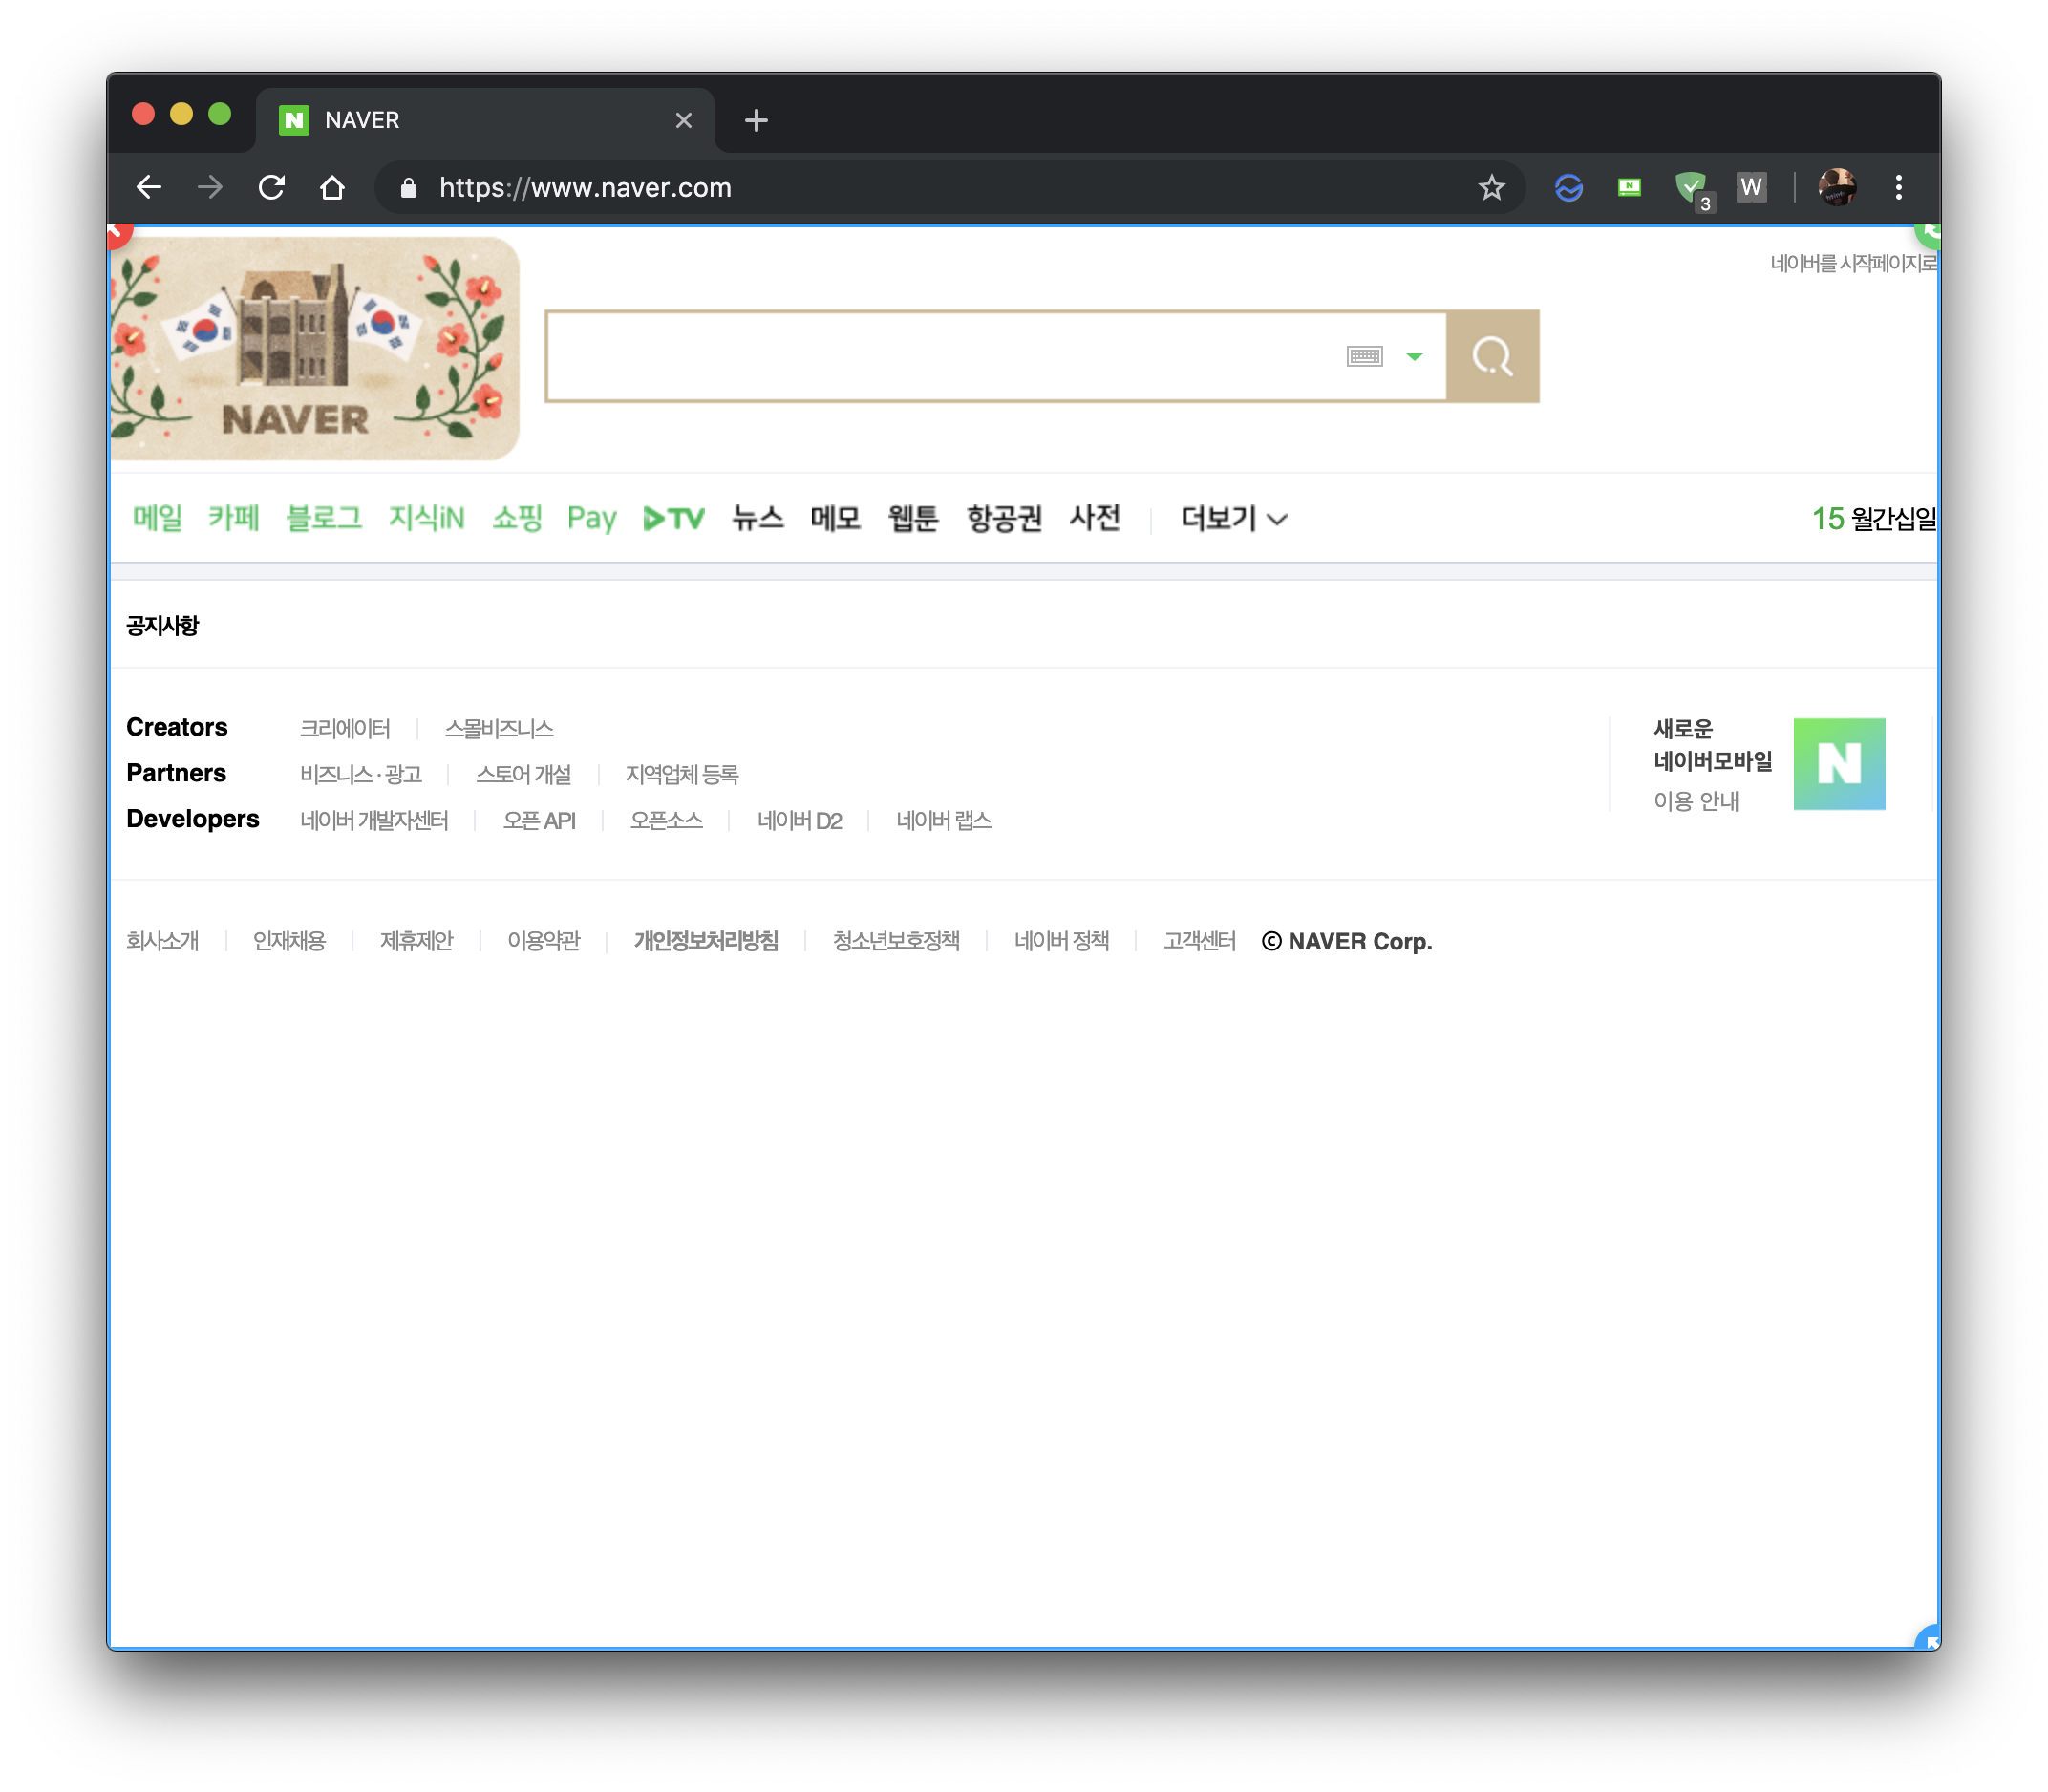 NAVER
https://www.naver.com
3
W
네이버를 시작페이지로
NAVER
메일 카페 블로그 지식iN 쇼핑 Pay TV 뉴스 메모 웹툰 항공권 사전 더보기
15 월간십일
공지사항
Creators 크리에이터 스몰비즈니스
Partners 비즈니스 · 광고 스토어 개설 지역업체 등록
Developers 네이버 개발자센터 오픈 API 오픈소스 네이버 D2 네이버 랩스
새로운
네이버모바일
이용 안내
N
회사소개 인재채용 제휴제안 이용약관 개인정보처리방침 청소년보호정책 네이버 정책 고객센터 ⓒ NAVER Corp.